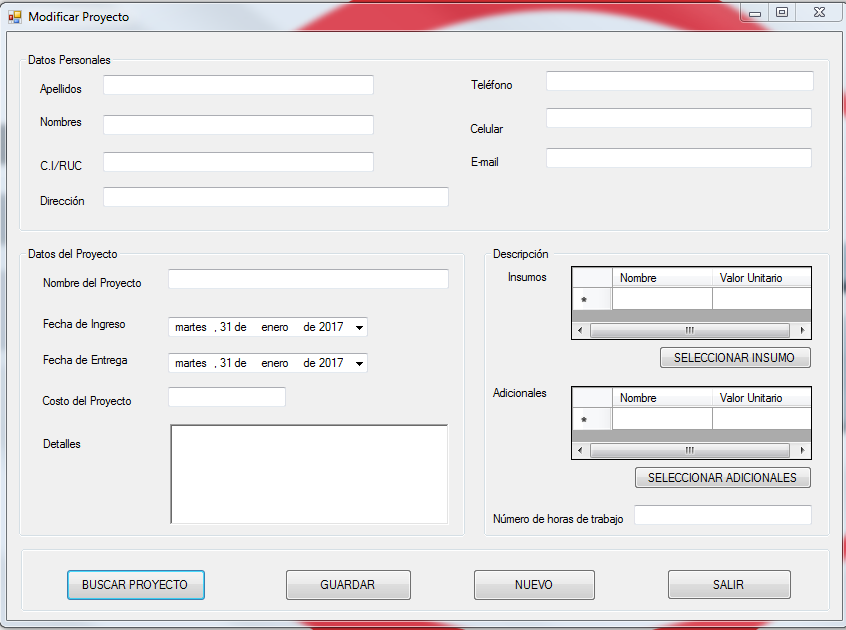 Modificar Proyecto
Datos Personales
Apellidos
Nombres
C.I/RUC
Dirección
Teléfono
Celular
E-mail
Datos del Proyecto
Nombre del Proyecto
Fecha de Ingreso
martes , 31 de enero de 2017
Fecha de Entrega
martes , 31 de enero de 2017
Costo del Proyecto
Detalles
Descripción
Insumos
Nombre Valor Unitario
*
SELECCIONAR INSUMO
Adicionales
Nombre Valor Unitario
*
SELECCIONAR ADICIONALES
Número de horas de trabajo
BUSCAR PROYECTO GUARDAR NUEVO SALIR